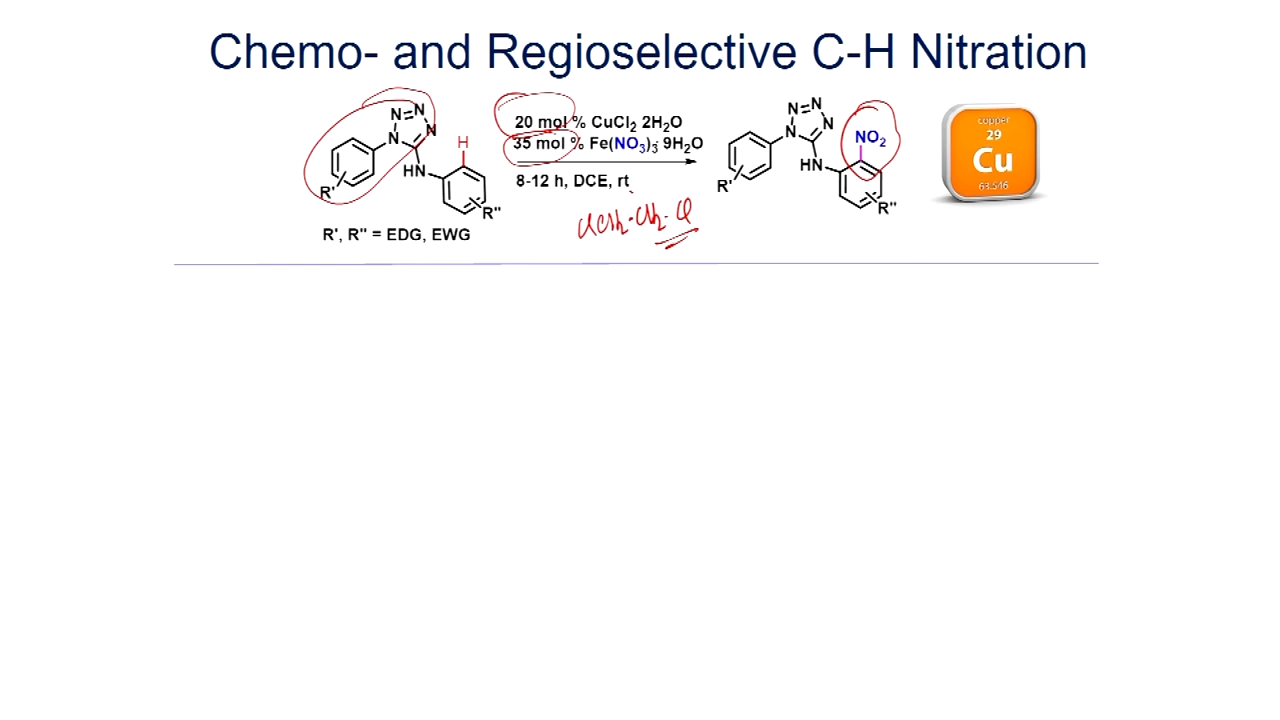 Chemo- and Regioselective C-H Nitration
N N
N N
N
H
HN
R'
R"
R', R" = EDG, EWG
20 mol % CuCl2 2H2O
35 mol % Fe(NO3)3·9H2O
8-12 h, DCE, rt
ClCH2-CH2-Cl
N N
N N
NO2
HN
R'
R"
copper
29
Cu
63.546